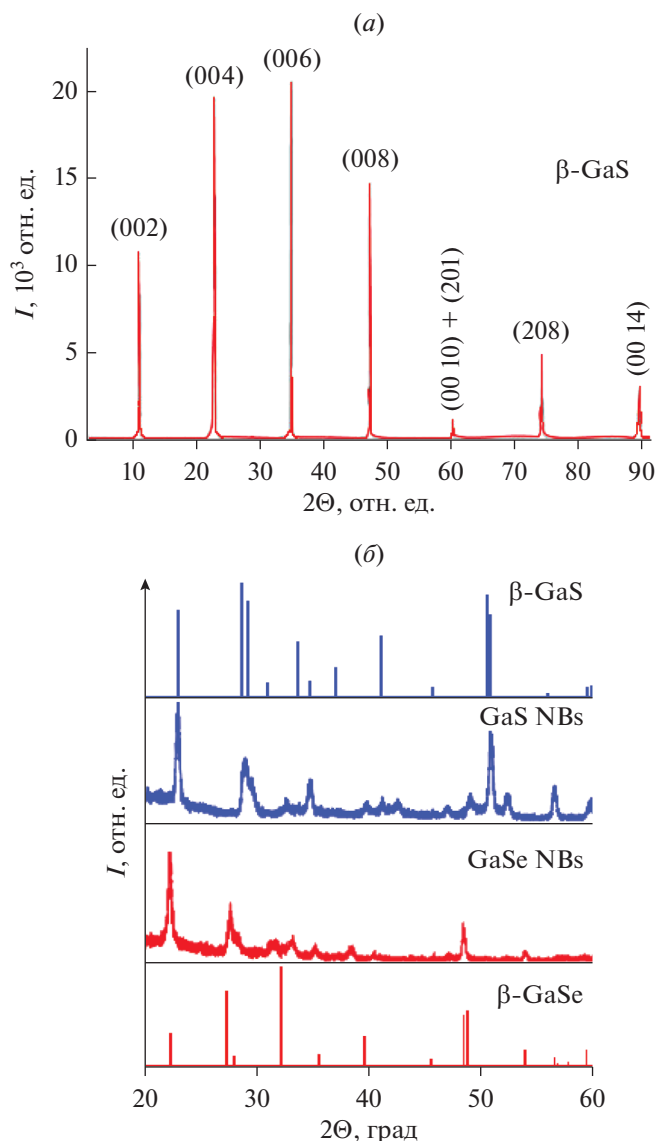 (а)
(006)
(004)
20
(008)
15
β-GaS
(002)
10
I, 10³ отн. ед.
(00 10) + (201)
(208)
(00 14)
5
0
10 20 30 40 50 60 70 80 90
2Θ, отн. ед.
(б)
β-GaS
GaS NBs
I, отн. ед.
GaSe NBs
β-GaSe
20 30 40 50 60
2Θ, град